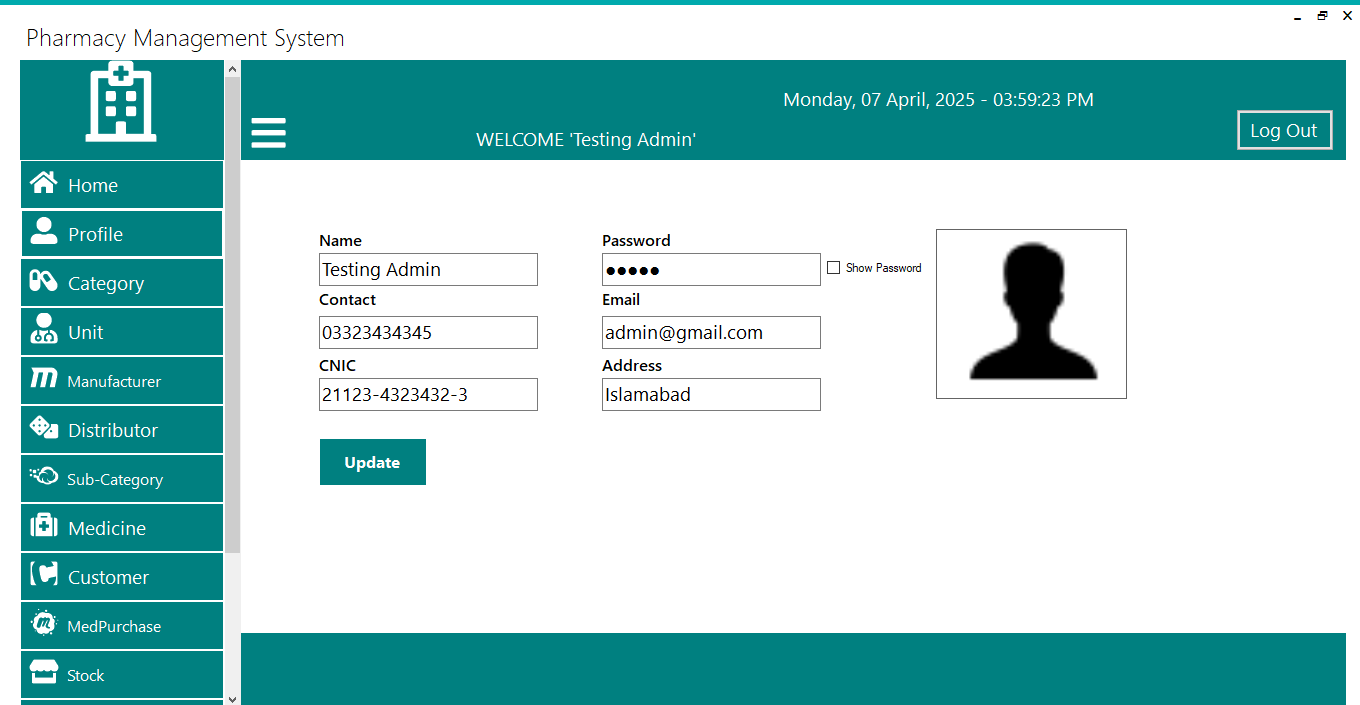 Pharmacy Management System
Monday, 07 April, 2025 - 03:59:23 PM
WELCOME 'Testing Admin'
Log Out
Home
Profile
Category
Unit
Manufacturer
Distributor
Sub-Category
Medicine
Customer
MedPurchase
Stock
Name
Testing Admin
Password
●●●●●
Show Password
Contact
03323434345
Email
admin@gmail.com
CNIC
21123-4323432-3
Address
Islamabad
Update